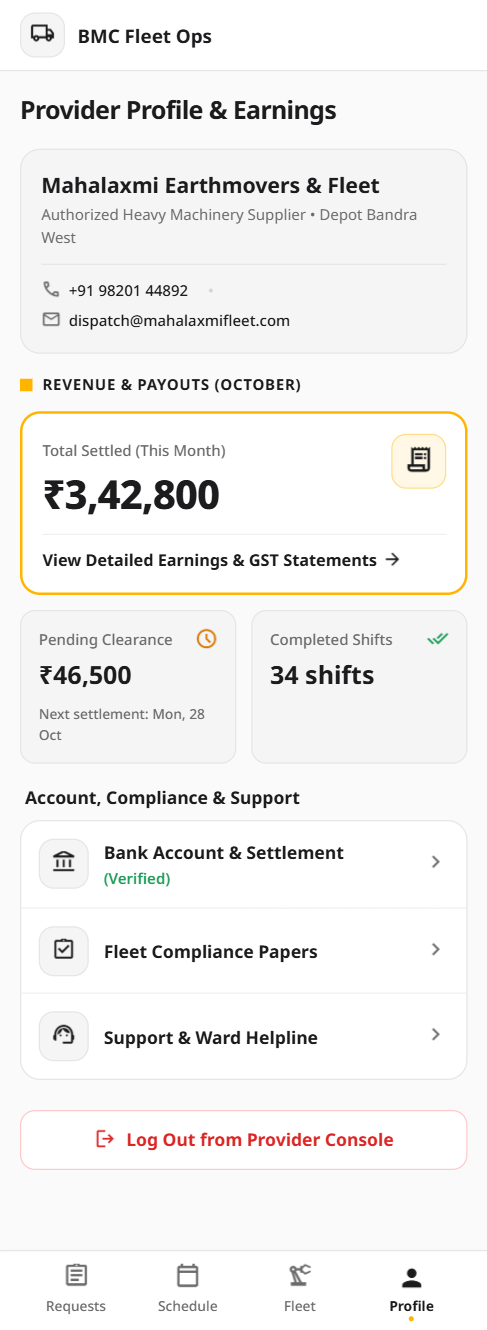 BMC Fleet Ops
Provider Profile & Earnings
Mahalaxmi Earthmovers & Fleet
Authorized Heavy Machinery Supplier • Depot Bandra
West
+91 98201 44892 •
dispatch@mahalaxmifleet.com
REVENUE & PAYOUTS (OCTOBER)
Total Settled (This Month)
₹3,42,800
View Detailed Earnings & GST Statements →
Pending Clearance
₹46,500
Next settlement: Mon, 28
Oct
Completed Shifts
34 shifts
Account, Compliance & Support
Bank Account & Settlement
(Verified)
Fleet Compliance Papers
Support & Ward Helpline
Log Out from Provider Console
Requests
Schedule
Fleet
Profile